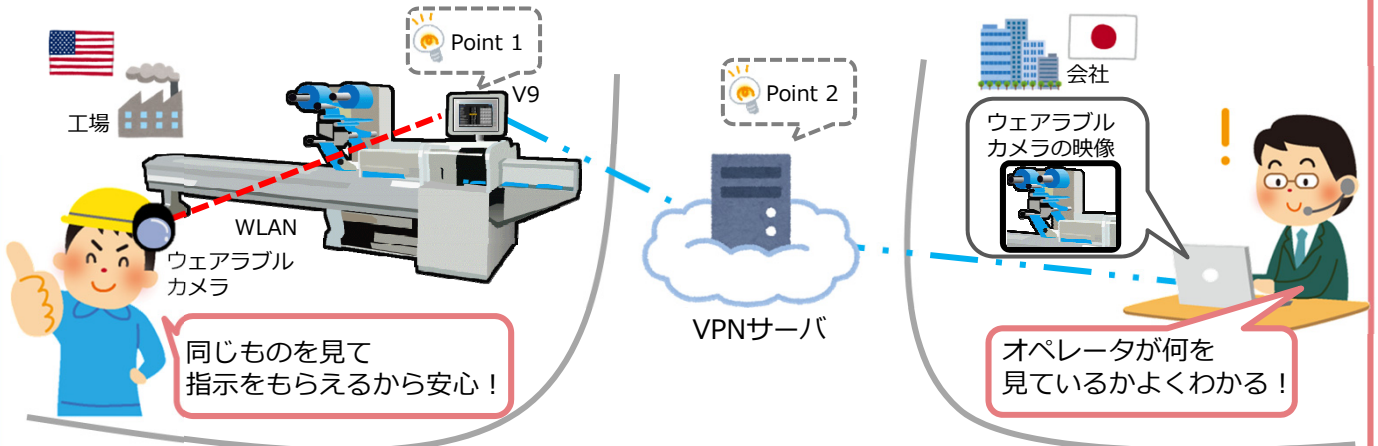 Point 1
V9
工場
WLAN
ウェアラブル
カメラ
同じものを見て
指示をもらえるから安心！
Point 2
VPNサーバ
会社
ウェアラブル
カメラの映像
!
オペレータが何を
見ているかよくわかる！